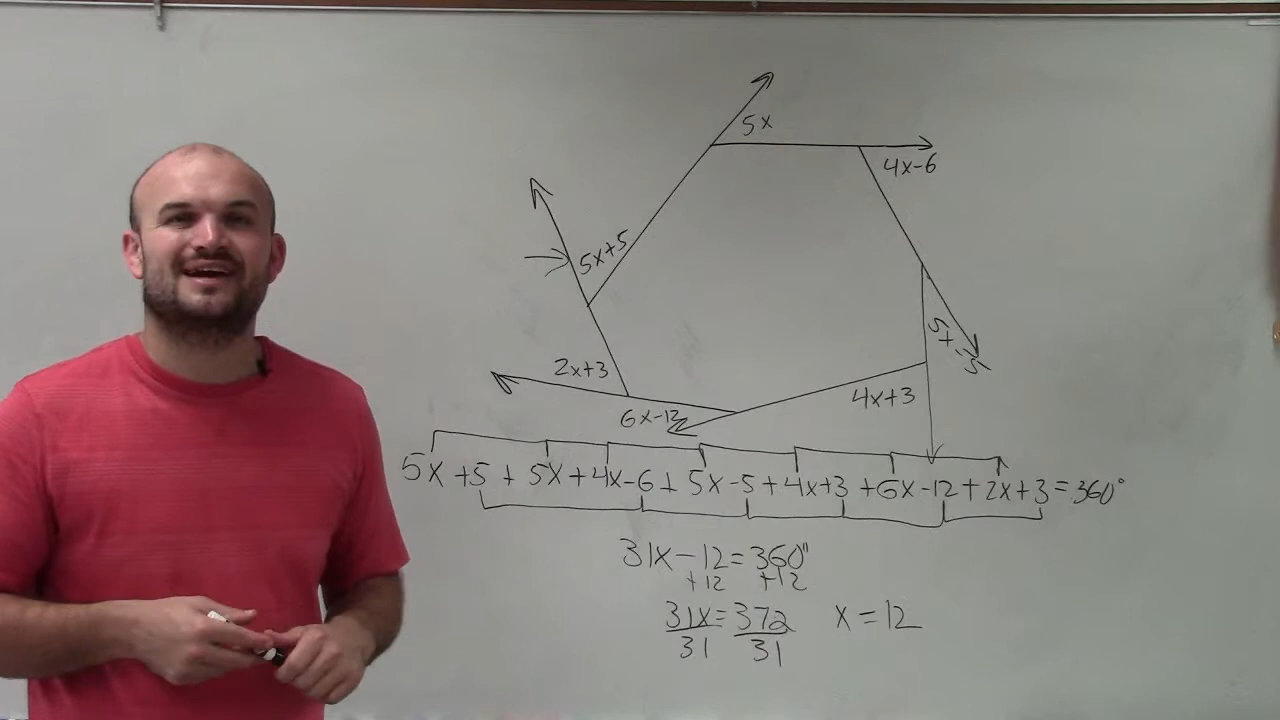 5x
4x-6
5x+5
5x-5
2x+3
4x+3
6x-12
5x+5+5x+4x-6+5x-5+4x+3+6x-12+2x+3=360°
31x-12=360°
+12 +12
31x=372 x=12
31 31